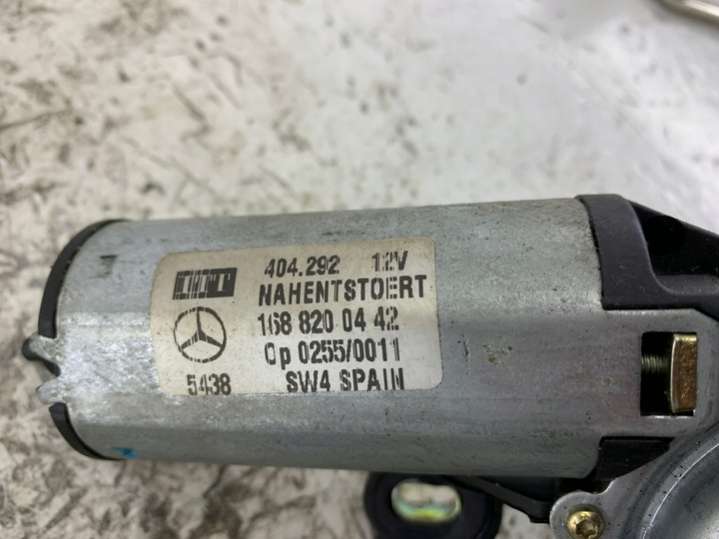 404.292 12V
NAHENTSTOERT
168 820 04 42
Op 0255/0011
5438 SW4 SPAIN